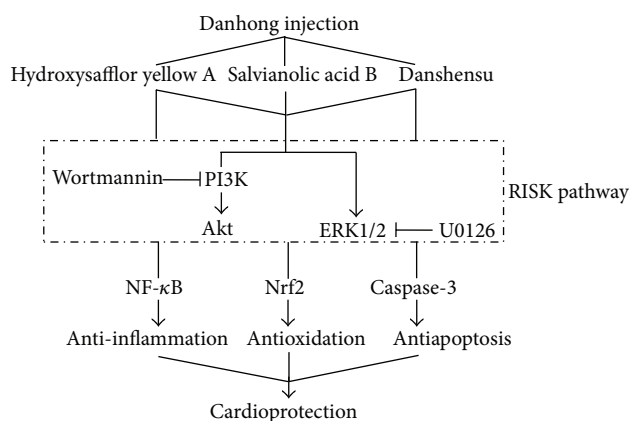 Danhong injection
Hydroxysafflor yellow A Salvianolic acid B Danshensu
Wortmannin PI3K
RISK pathway
Akt ERK1/2 U0126
NF-κB Nrf2 Caspase-3
Anti-inflammation Antioxidation Antiapoptosis
Cardioprotection